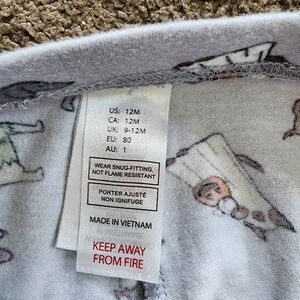 US: 12M
CA: 12M
UK: 9-12M
EU: 80
AU: 1
WEAR SNUG-FITTING,
NOT FLAME RESISTANT
PORTER AJUSTÉ
NON IGNIFUGE
MADE IN VIETNAM
KEEP AWAY
FROM FIRE